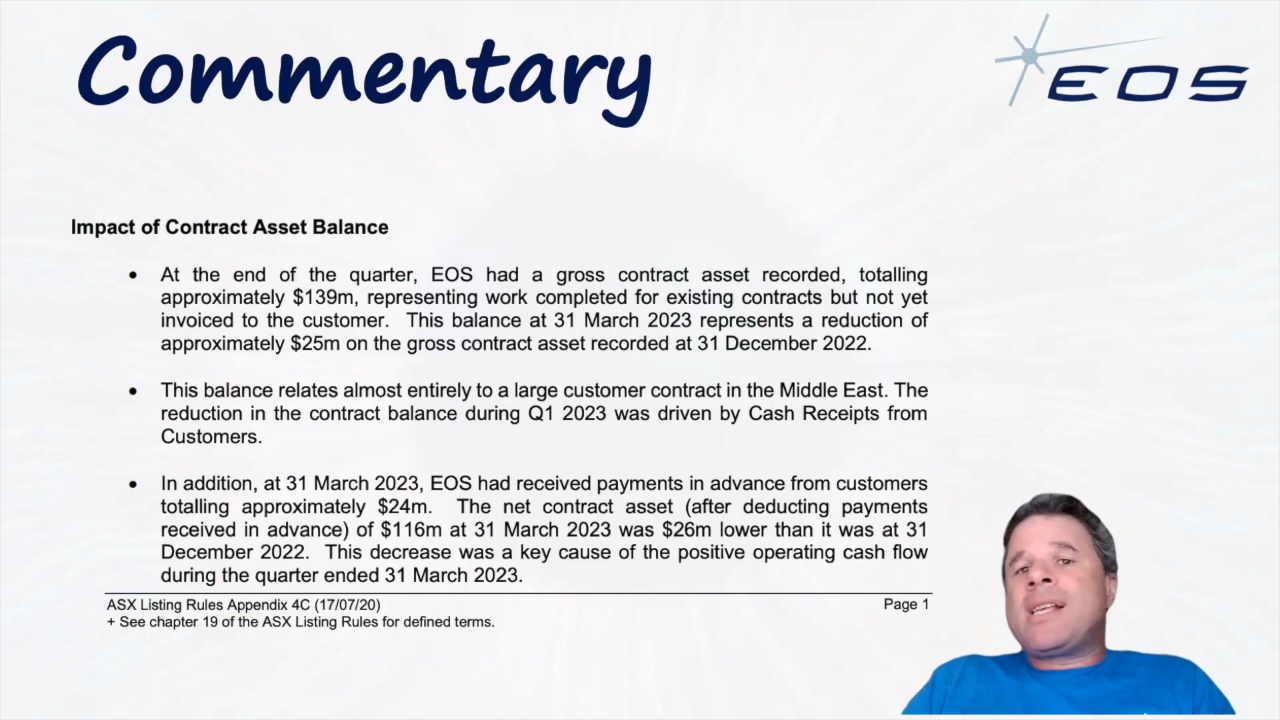 Commentary
EOS
Impact of Contract Asset Balance
• At the end of the quarter, EOS had a gross contract asset recorded, totalling
approximately $139m, representing work completed for existing contracts but not yet
invoiced to the customer. This balance at 31 March 2023 represents a reduction of
approximately $25m on the gross contract asset recorded at 31 December 2022.
• This balance relates almost entirely to a large customer contract in the Middle East. The
reduction in the contract balance during Q1 2023 was driven by Cash Receipts from
Customers.
• In addition, at 31 March 2023, EOS had received payments in advance from customers
totalling approximately $24m. The net contract asset (after deducting payments
received in advance) of $116m at 31 March 2023 was $26m lower than it was at 31
December 2022. This decrease was a key cause of the positive operating cash flow
during the quarter ended 31 March 2023.
ASX Listing Rules Appendix 4C (17/07/20) Page 1
+ See chapter 19 of the ASX Listing Rules for defined terms.